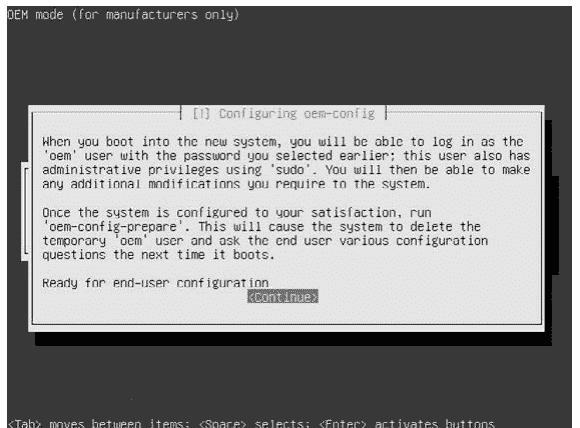 OEM mode (for manufacturers only)
[!] Configuring oem-config
When you boot into the new system, you will be able to log in as the
'oem' user with the password you selected earlier; this user also has
administrative privileges using 'sudo'. You will then be able to make
any additional modifications you require to the system.
Once the system is configured to your satisfaction, run
'oem-config-prepare'. This will cause the system to delete the
temporary 'oem' user and ask the end user various configuration
questions the next time it boots.
Ready for end-user configuration
<Continue>
<Tab> moves between items; <Space> selects; <Enter> activates buttons